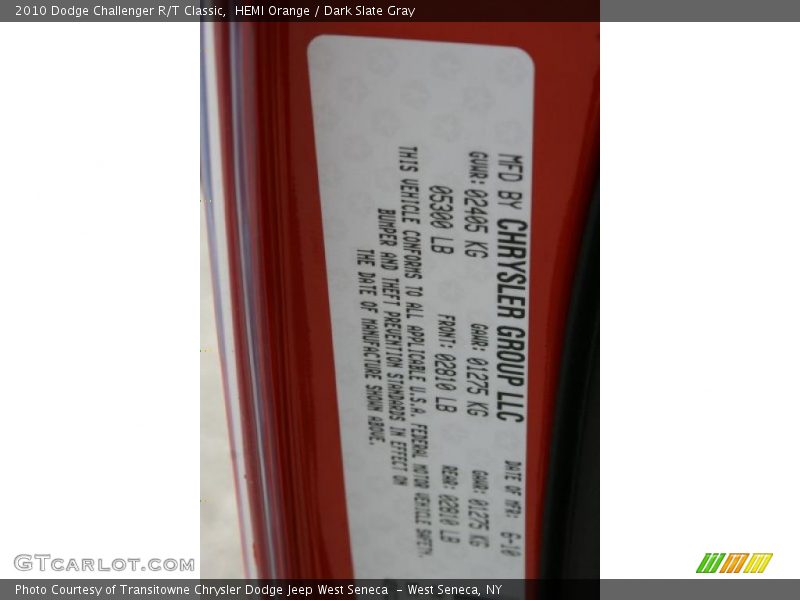 2010 Dodge Challenger R/T Classic,  HEMI Orange / Dark Slate Gray
MFD BY CHRYSLER GROUP LLC DATE OF MFR: 6-10
GVWR: 02405 KG GAWR: 01275 KG GAWR: 01275 KG
05300 LB FRONT: 02810 LB REAR: 02810 LB
THIS VEHICLE CONFORMS TO ALL APPLICABLE U.S.A. FEDERAL MOTOR VEHICLE SAFETY,
BUMPER AND THEFT PREVENTION STANDARDS IN EFFECT ON
THE DATE OF MANUFACTURE SHOWN ABOVE.
GTCARLOT.COM
Photo Courtesy of Transitowne Chrysler Dodge Jeep West Seneca  - West Seneca, NY